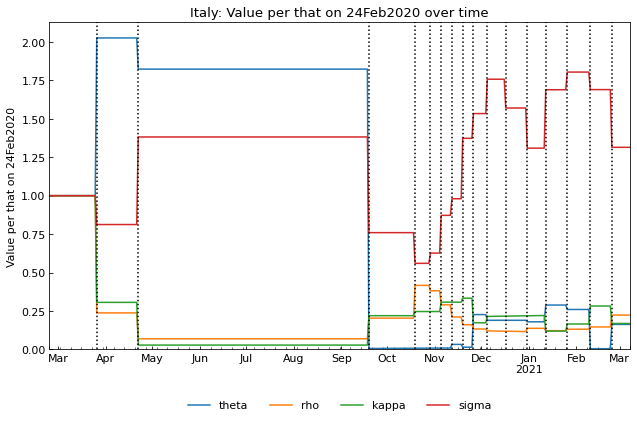 Italy: Value per that on 24Feb2020 over time
Value per that on 24Feb2020
2.00
1.75
1.50
1.25
1.00
0.75
0.50
0.25
0.00
Mar Apr May Jun Jul Aug Sep Oct Nov Dec Jan Feb Mar
2021
theta rho kappa sigma